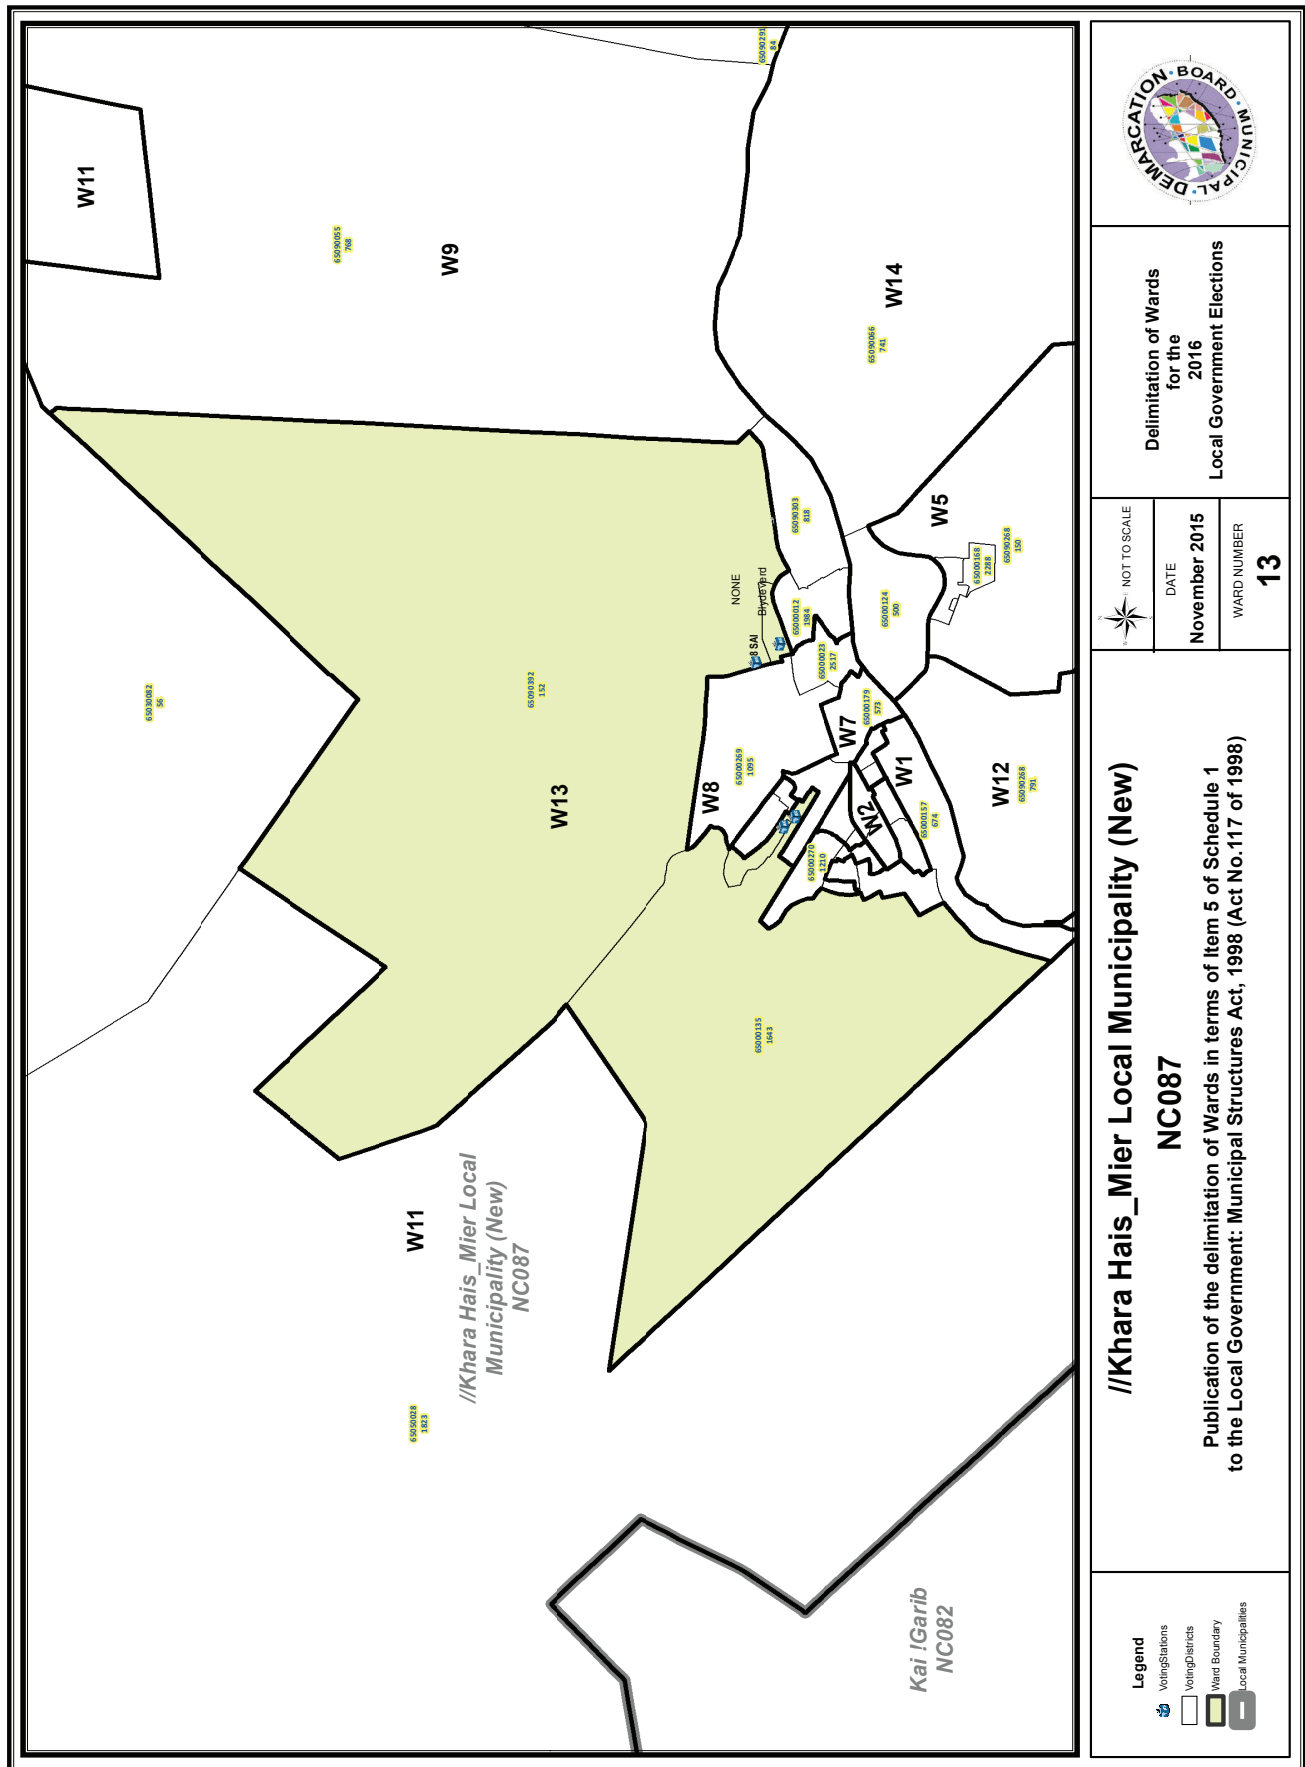 W11
65090291
84
65090055
768
W9
W14
65090066
741
65030082
56
65090392
152
W13
NONE
Blydeverd
8 SAI
65090303
818
W5
65000168
2288
65090268
150
65000012
1984
65000124
500
65000023
2517
65000179
573
W7
W8
65000269
1095
W1
W2
W12
65090268
791
65000157
674
65000270
1210
65000135
1643
W11
//Khara Hais_Mier Local
Municipality (New)
NC087
65050028
1823
Kai !Garib
NC082
Legend
VotingStations
VotingDistricts
Ward Boundary
Local Municipalities
//Khara Hais_Mier Local Municipality (New)
NC087
Publication of the delimitation of Wards in terms of Item 5 of Schedule 1
to the Local Government: Municipal Structures Act, 1998 (Act No.117 of 1998)
N
W
E
S
NOT TO SCALE
DATE
November 2015
WARD NUMBER
13
Delimitation of Wards
for the
2016
Local Government Elections
MUNICIPAL • DEMARCATION • BOARD •